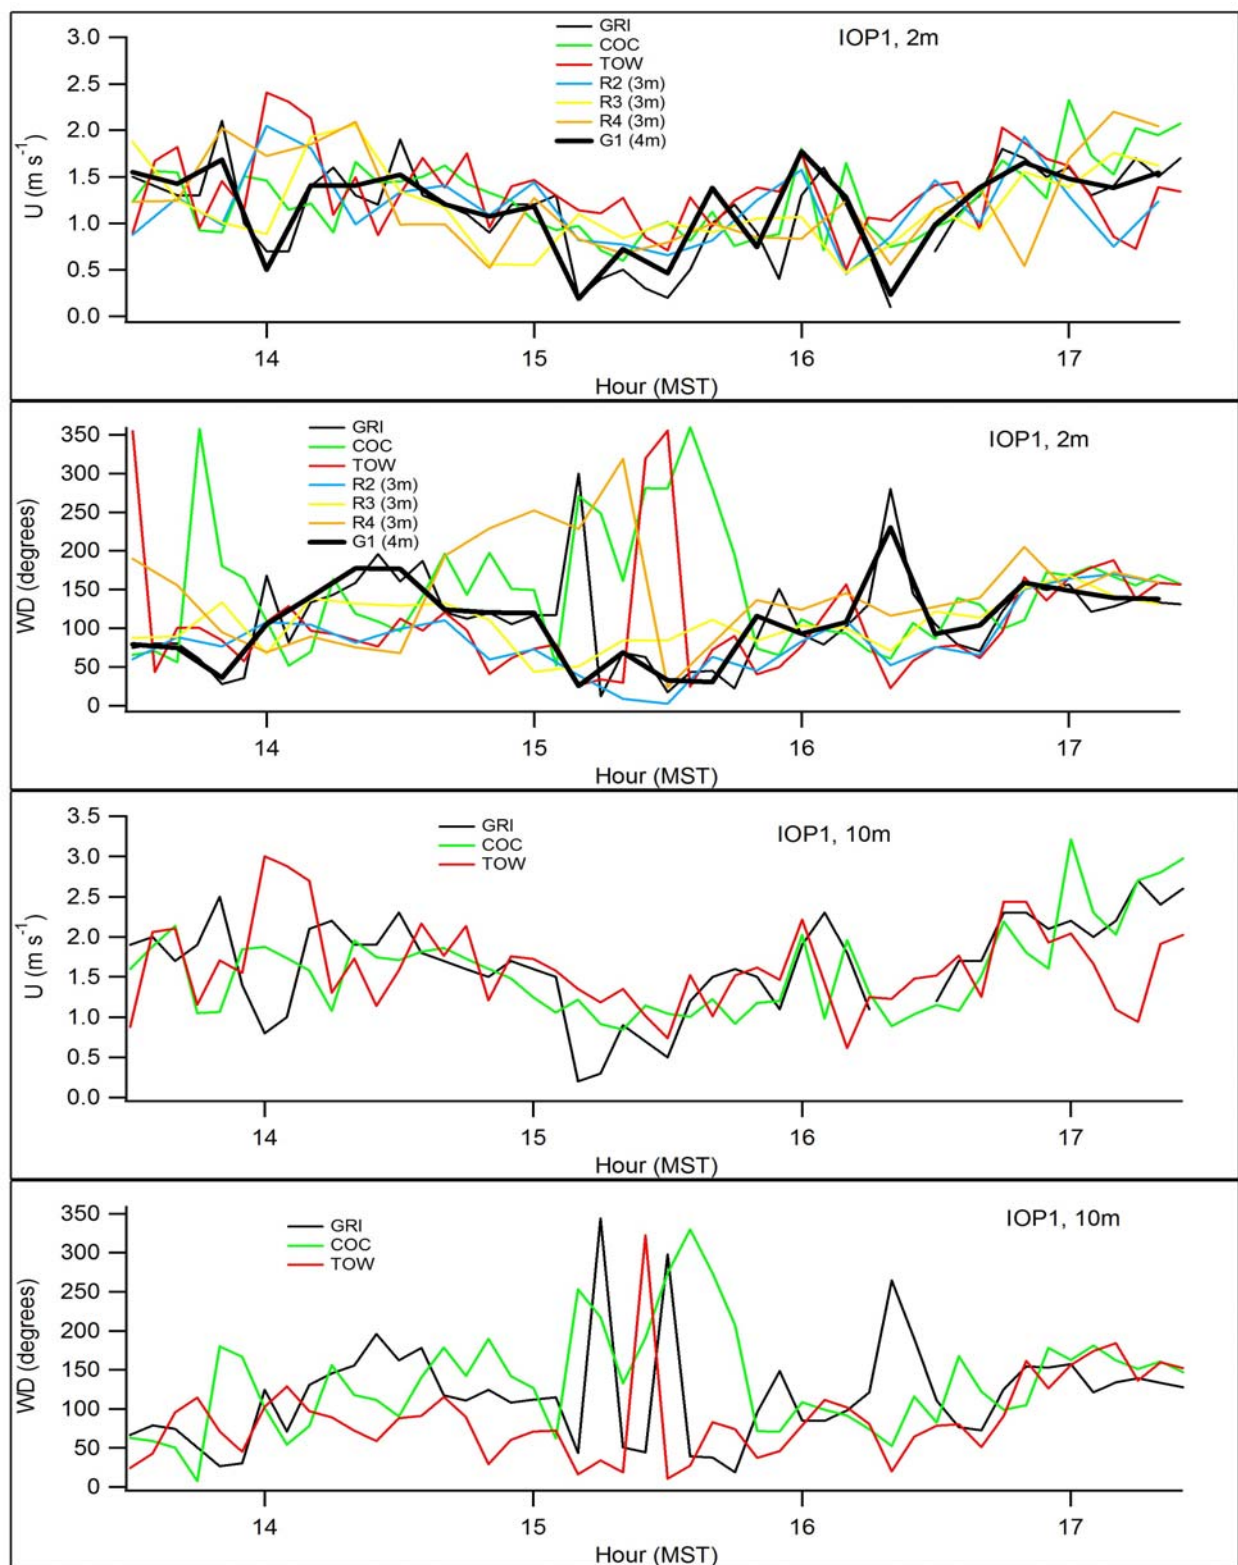 GRI
COC
TOW
R2 (3m)
R3 (3m)
R4 (3m)
G1 (4m)
IOP1, 2m
3.0
2.5
2.0
1.5
1.0
0.5
0.0
U (m s⁻¹)
14 15 16 17
Hour (MST)
GRI
COC
TOW
R2 (3m)
R3 (3m)
R4 (3m)
G1 (4m)
IOP1, 2m
350
300
250
200
150
100
50
0
WD (degrees)
14 15 16 17
Hour (MST)
GRI
COC
TOW
IOP1, 10m
3.5
3.0
2.5
2.0
1.5
1.0
0.5
0.0
U (m s⁻¹)
14 15 16 17
Hour (MST)
GRI
COC
TOW
IOP1, 10m
350
300
250
200
150
100
50
0
WD (degrees)
14 15 16 17
Hour (MST)